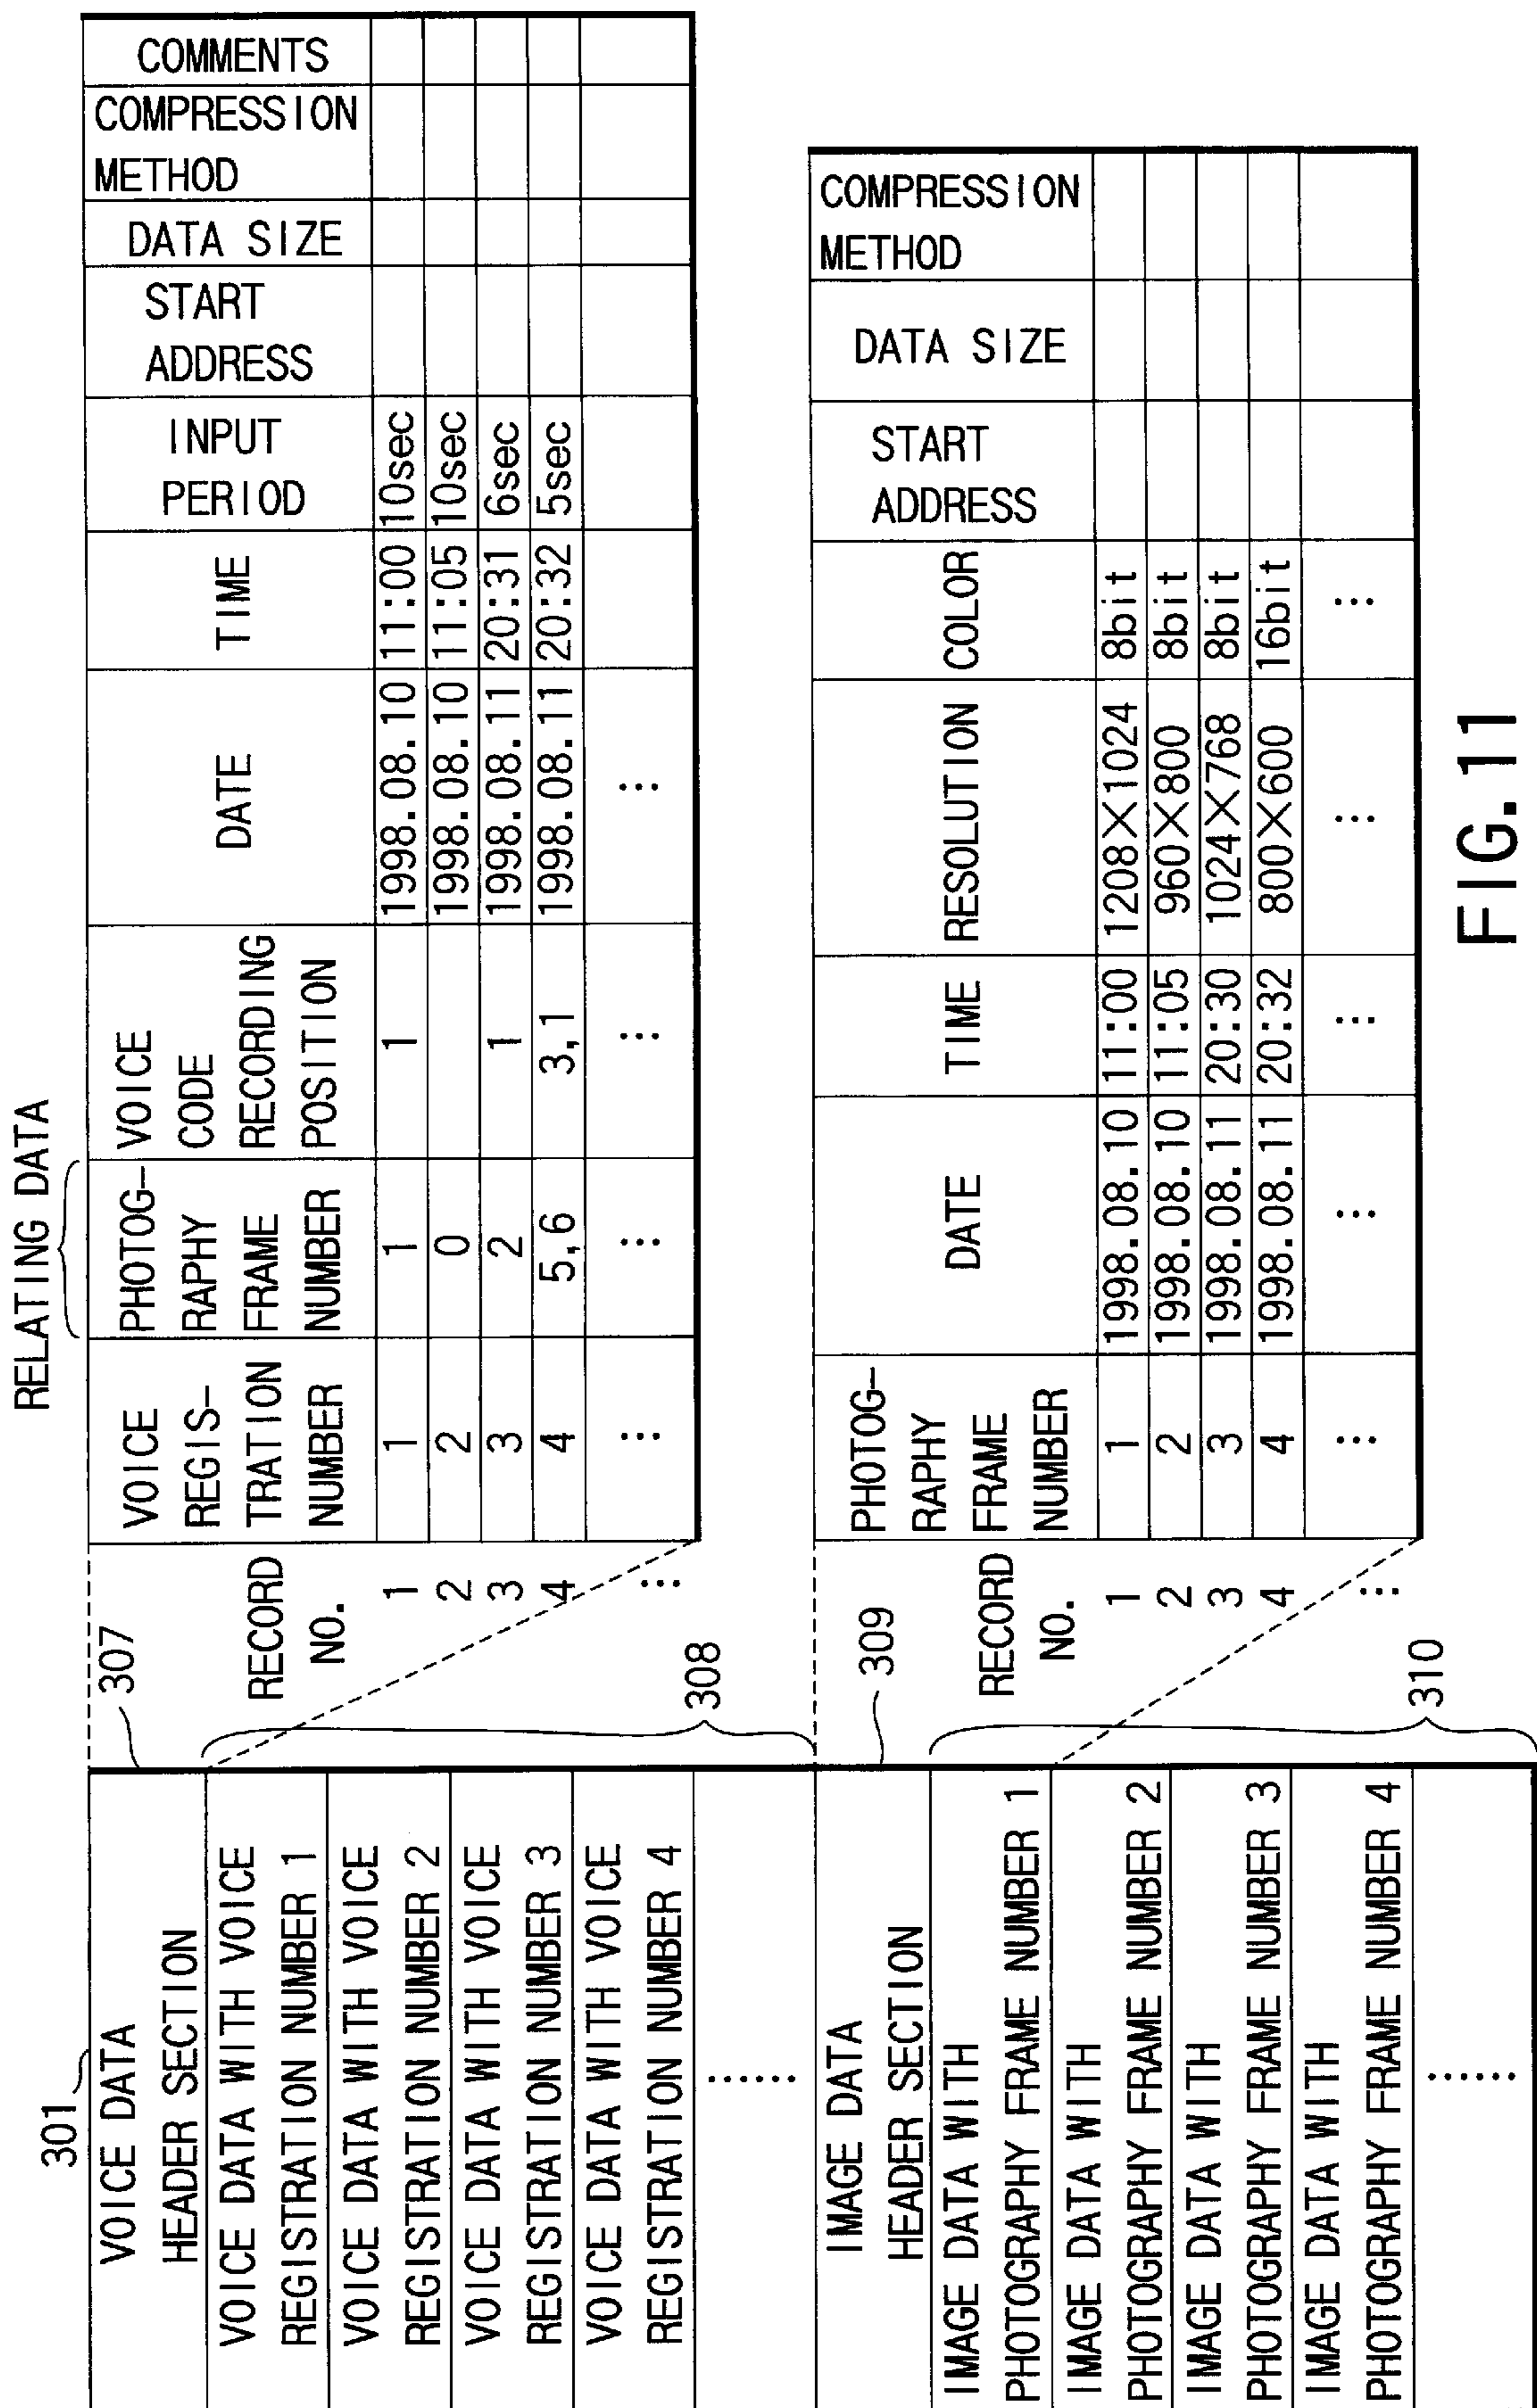 RELATING DATA
301
307
VOICE DATA
HEADER SECTION
VOICE DATA WITH VOICE
REGISTRATION NUMBER 1
VOICE DATA WITH VOICE
REGISTRATION NUMBER 2
VOICE DATA WITH VOICE
REGISTRATION NUMBER 3
VOICE DATA WITH VOICE
REGISTRATION NUMBER 4
......
308
RECORD
NO.
1
2
3
4
...
VOICE
REGIS-
TRATION
NUMBER
PHOTOG-
RAPHY
FRAME
NUMBER
VOICE
CODE
RECORDING
POSITION
DATE
TIME
INPUT
PERIOD
START
ADDRESS
DATA SIZE
COMPRESSION
METHOD
COMMENTS
1 1 1 1998.08.10 11:00 10sec
2 0 1998.08.10 11:05 10sec
3 2 1 1998.08.11 20:31 6sec
4 5,6 3,1 1998.08.11 20:32 5sec
... ... ... ...
309
IMAGE DATA
HEADER SECTION
IMAGE DATA WITH
PHOTOGRAPHY FRAME NUMBER 1
IMAGE DATA WITH
PHOTOGRAPHY FRAME NUMBER 2
IMAGE DATA WITH
PHOTOGRAPHY FRAME NUMBER 3
IMAGE DATA WITH
PHOTOGRAPHY FRAME NUMBER 4
......
310
RECORD
NO.
1
2
3
4
...
PHOTOG-
RAPHY
FRAME
NUMBER
DATE
TIME
RESOLUTION
COLOR
START
ADDRESS
DATA SIZE
COMPRESSION
METHOD
1 1998.08.10 11:00 1208×1024 8bit
2 1998.08.10 11:05 960×800 8bit
3 1998.08.11 20:30 1024×768 8bit
4 1998.08.11 20:32 800×600 16bit
... ... ... ... ...
FIG.11